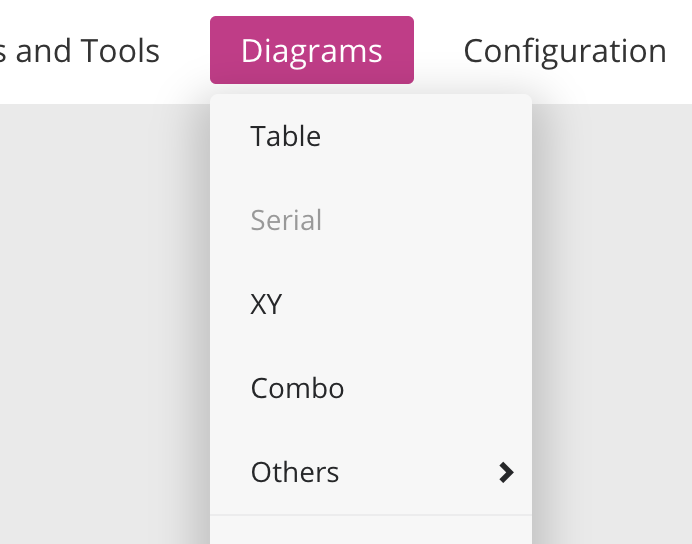 s and Tools Diagrams Configuration
Table
Serial
XY
Combo
Others